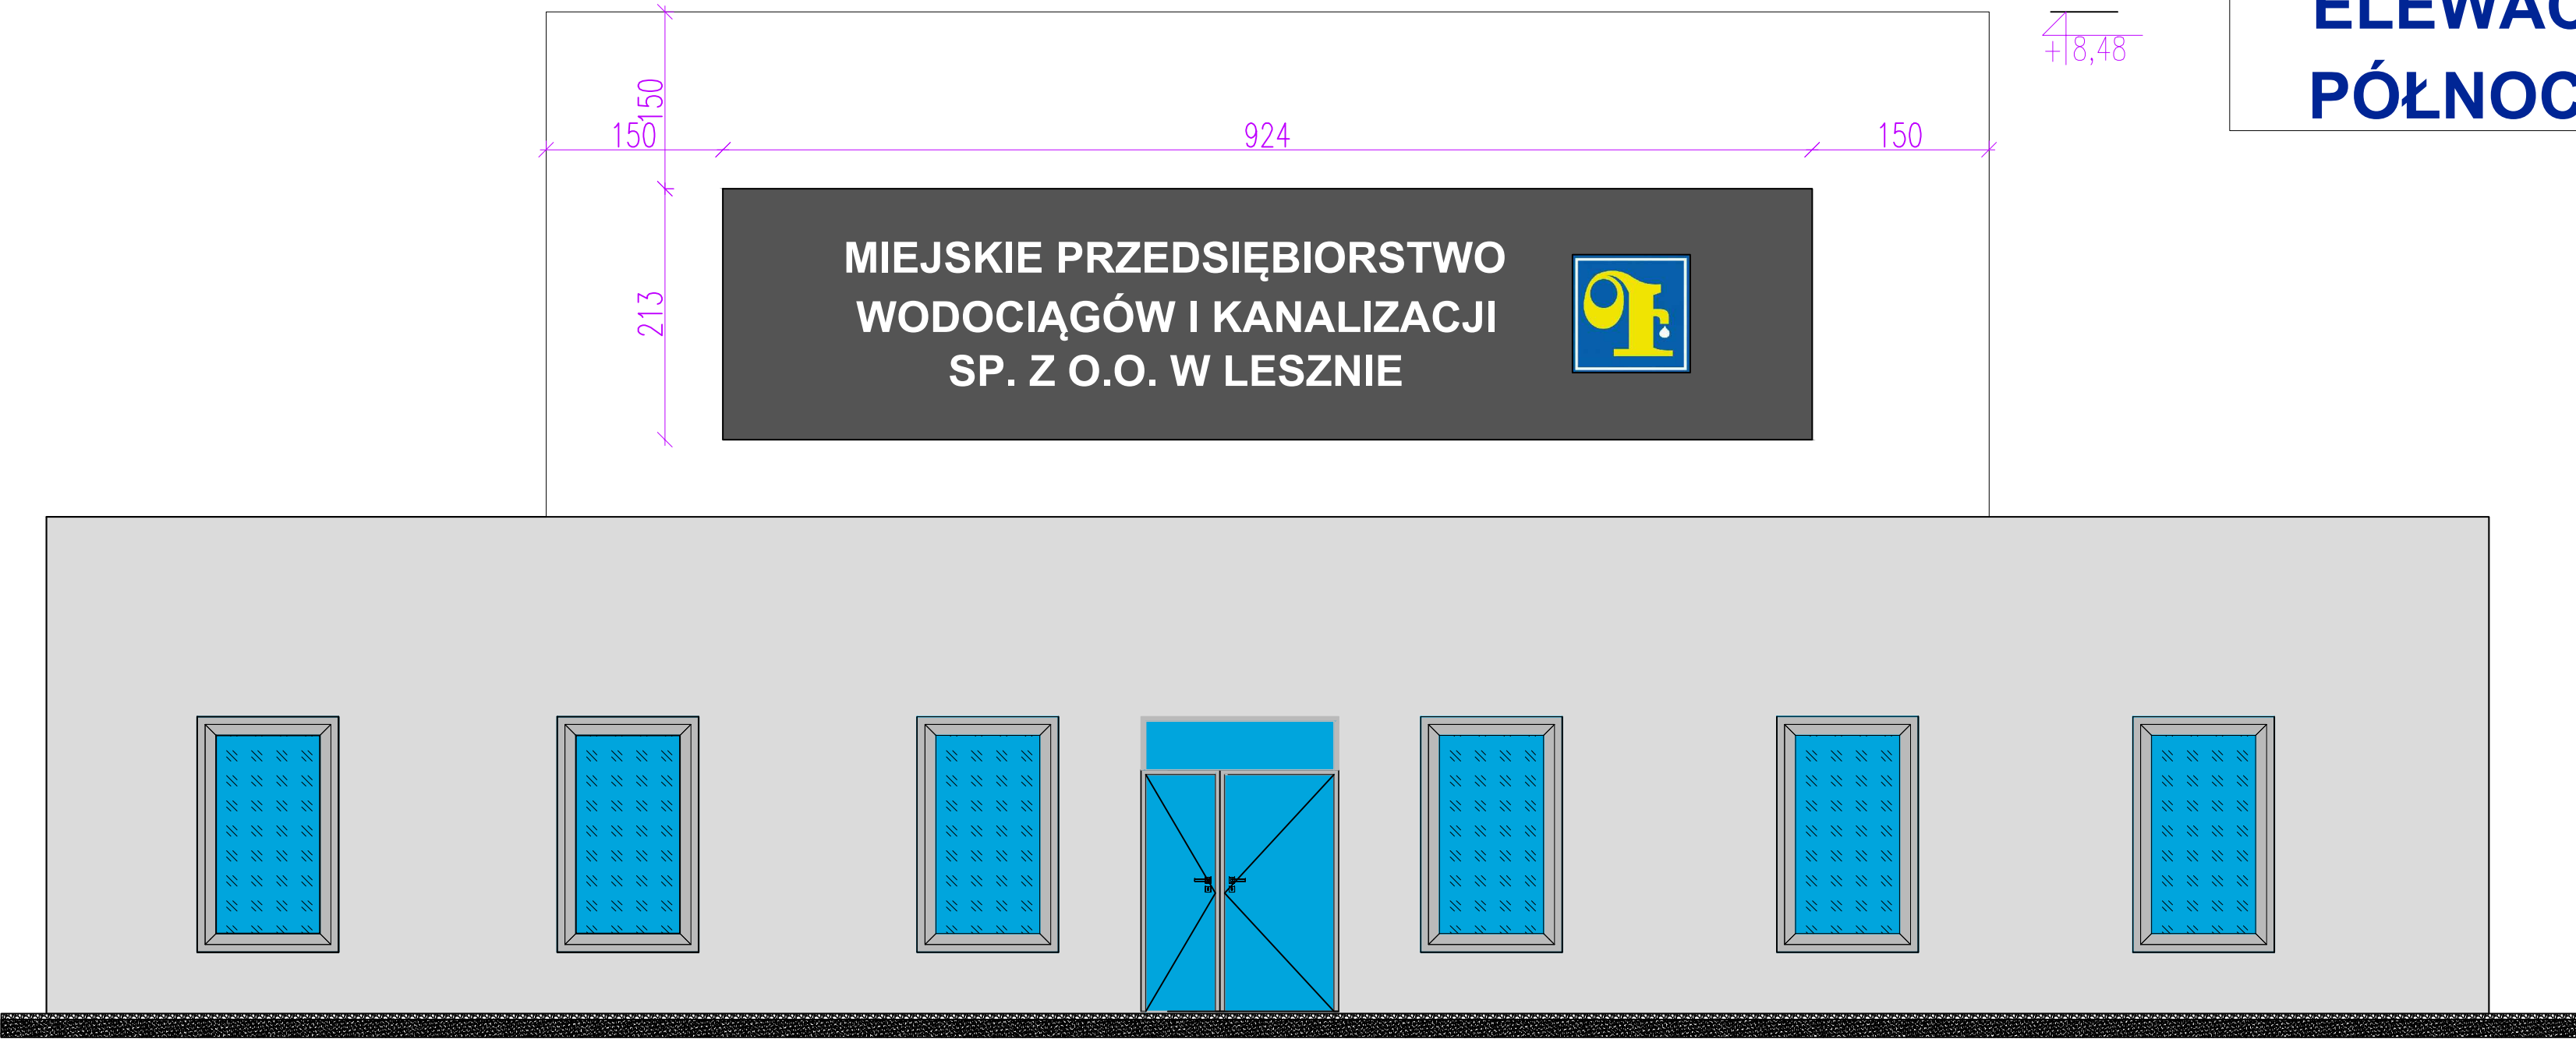 ELEWAC
PÓŁNOC
+8,48
150
150
924
150
213
MIEJSKIE PRZEDSIĘBIORSTWO
WODOCIĄGÓW I KANALIZACJI
SP. Z O.O. W LESZNIE